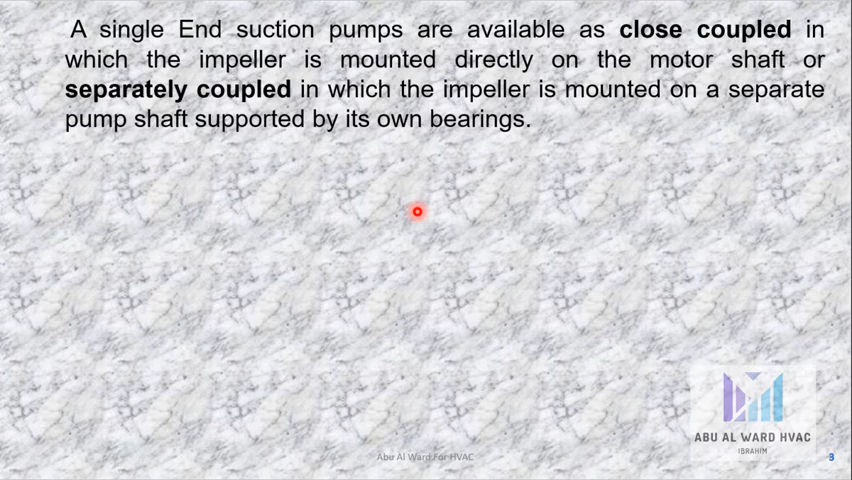 A single End suction pumps are available as close coupled in
which the impeller is mounted directly on the motor shaft or
separately coupled in which the impeller is mounted on a separate
pump shaft supported by its own bearings.
ABU AL WARD HVAC
IBRAHIM
Abu Al Ward For HVAC
3